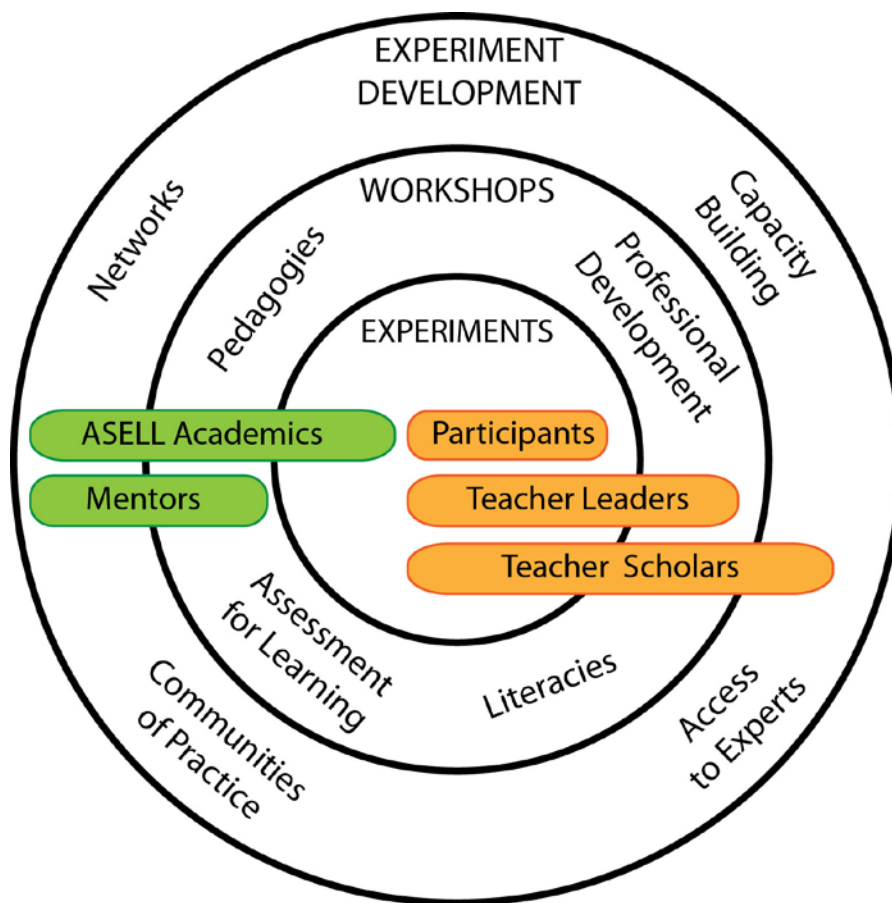 EXPERIMENT
DEVELOPMENT
WORKSHOPS
Networks
Capacity
Building
Pedagogies
Professional
Development
EXPERIMENTS
ASELL Academics
Participants
Mentors
Teacher Leaders
Teacher Scholars
Assessment
for Learning
Literacies
Access
to Experts
Communities
of Practice